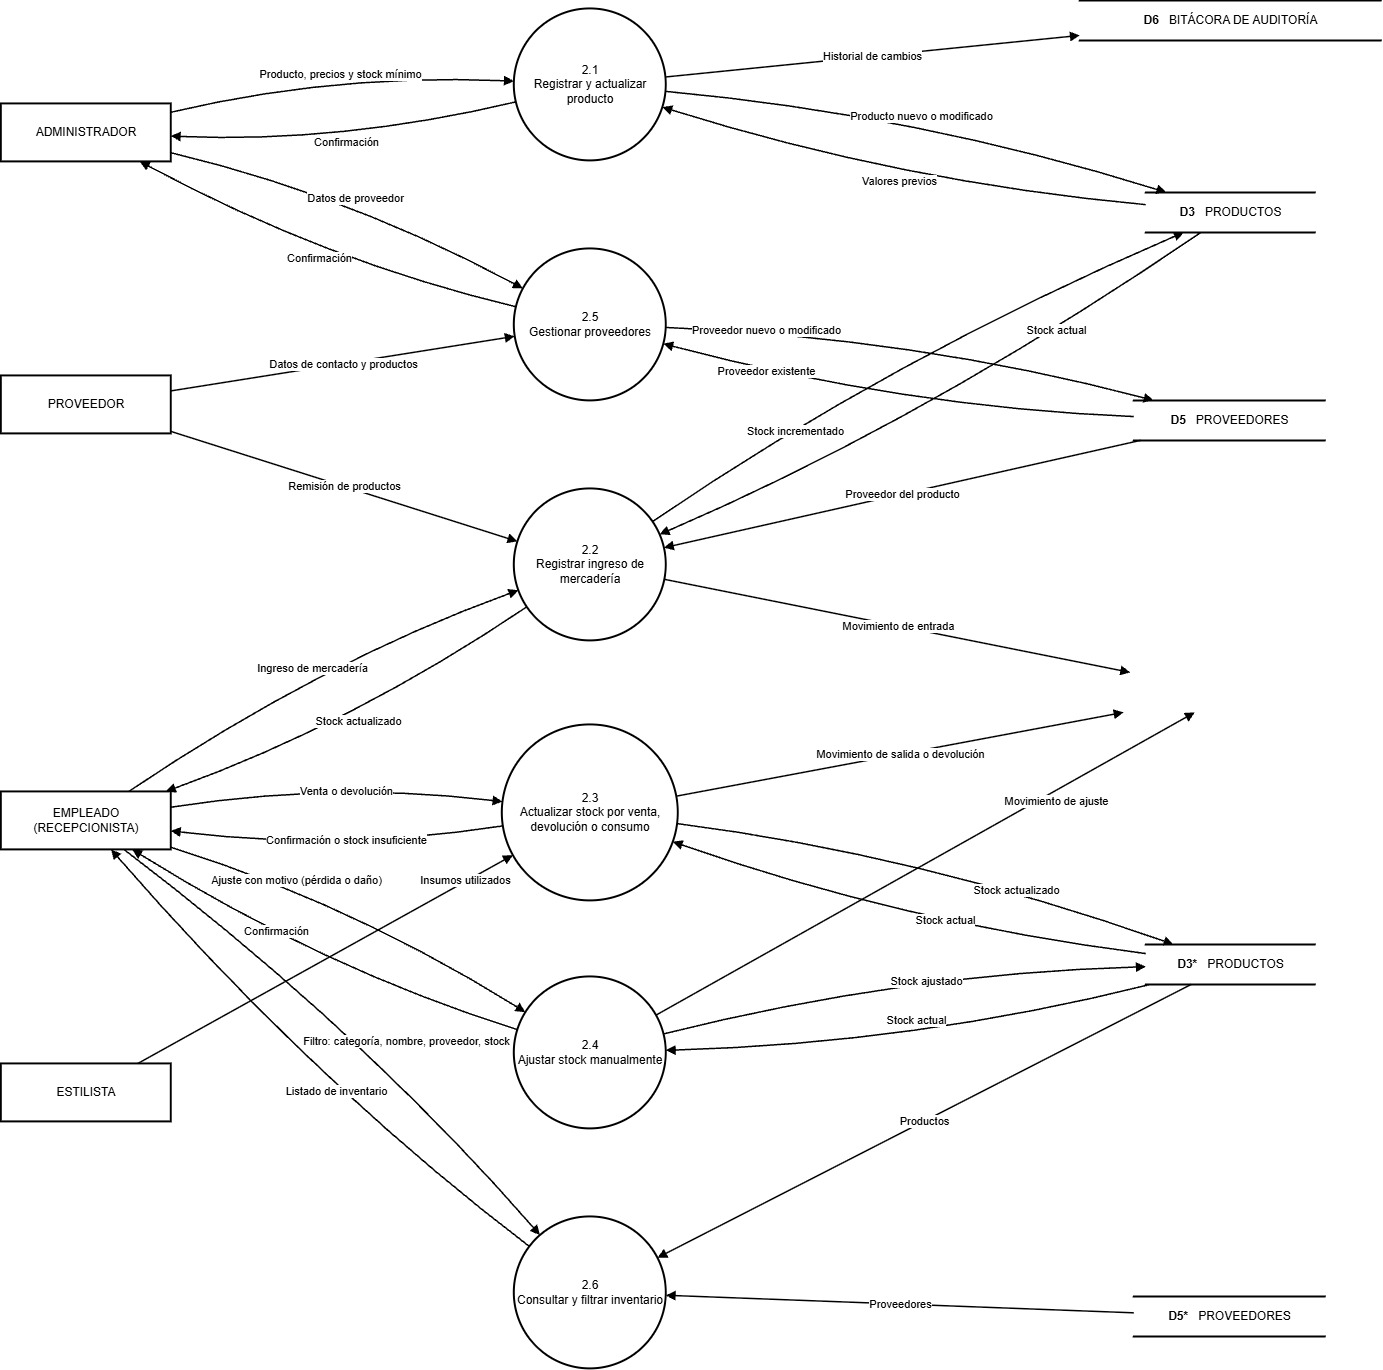 D6 BITÁCORA DE AUDITORÍA
Historial de cambios
2.1
Registrar y actualizar
producto
Producto, precios y stock mínimo
ADMINISTRADOR
Confirmación
Producto nuevo o modificado
Valores previos
Datos de proveedor
D3 PRODUCTOS
Confirmación
2.5
Gestionar proveedores
Proveedor nuevo o modificado
Stock actual
Datos de contacto y productos
Proveedor existente
PROVEEDOR
D5 PROVEEDORES
Stock incrementado
Remisión de productos
Proveedor del producto
2.2
Registrar ingreso de
mercadería
Movimiento de entrada
Ingreso de mercadería
Stock actualizado
Movimiento de salida o devolución
Venta o devolución
2.3
Actualizar stock por venta,
devolución o consumo
Movimiento de ajuste
EMPLEADO
(RECEPCIONISTA)
Confirmación o stock insuficiente
Ajuste con motivo (pérdida o daño)
Insumos utilizados
Stock actualizado
Stock actual
Confirmación
D3* PRODUCTOS
Stock ajustado
Stock actual
Filtro: categoría, nombre, proveedor, stock
2.4
Ajustar stock manualmente
ESTILISTA
Listado de inventario
Productos
2.6
Consultar y filtrar inventario
Proveedores
D5* PROVEEDORES